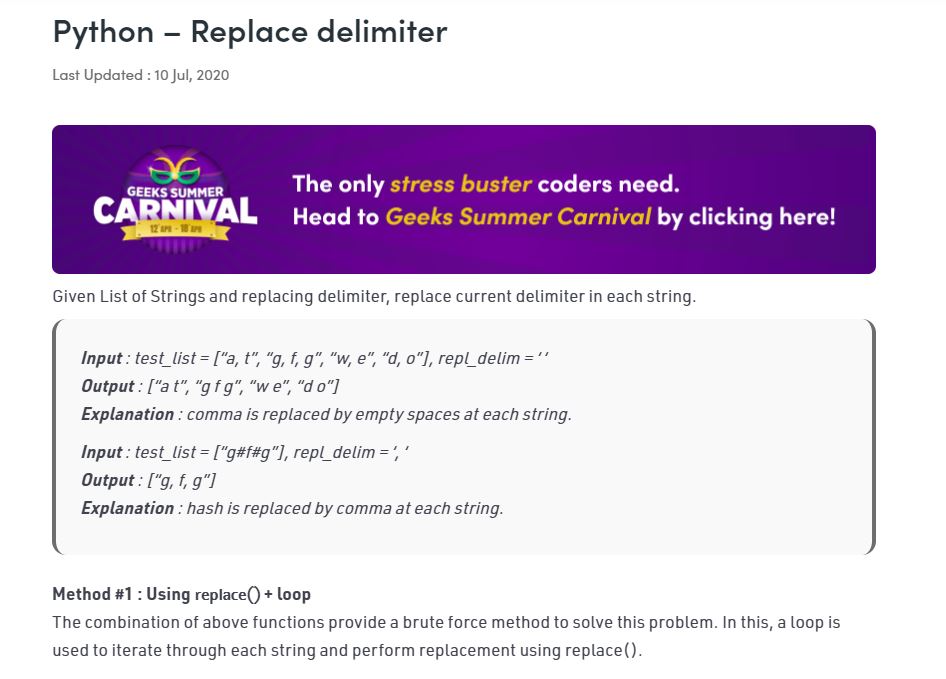 Python – Replace delimiter
Last Updated : 10 Jul, 2020
GEEKS SUMMER
CARNIVAL
12 APR - 18 APR
The only stress buster coders need.
Head to Geeks Summer Carnival by clicking here!
Given List of Strings and replacing delimiter, replace current delimiter in each string.
Input : test_list = [“a, t”, “g, f, g”, “w, e”, “d, o”], repl_delim = ‘ ‘
Output : [“a t”, “g f g”, “w e”, “d o”]
Explanation : comma is replaced by empty spaces at each string.
Input : test_list = [“g#f#g”], repl_delim = ‘, ‘
Output : [“g, f, g”]
Explanation : hash is replaced by comma at each string.
Method #1 : Using replace() + loop
The combination of above functions provide a brute force method to solve this problem. In this, a loop is
used to iterate through each string and perform replacement using replace().